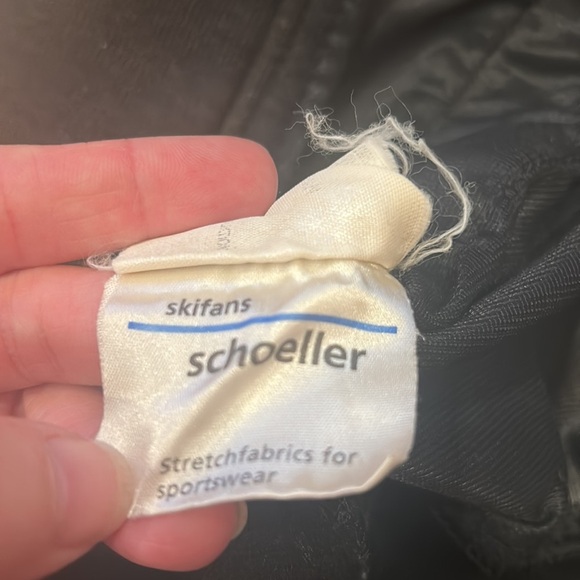 skifans
schoeller
Stretchfabrics for
sportswear